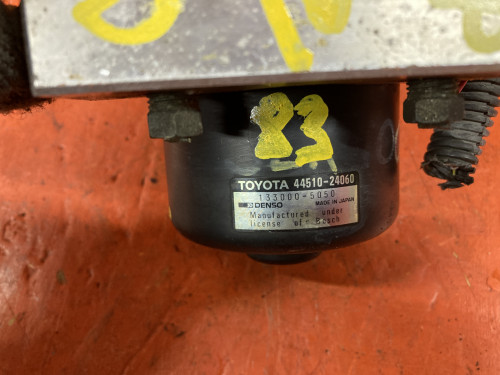 83
TOYOTA 44510-24060
133000-5050
DENSO MADE IN JAPAN
Manufactured under
license of Bosch